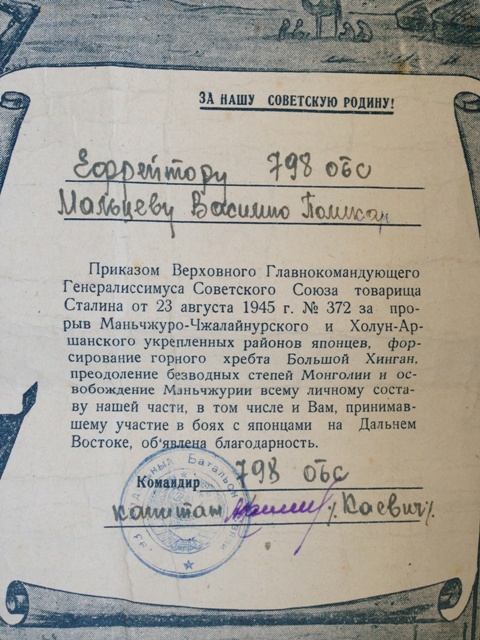 ЗА НАШУ СОВЕТСКУЮ РОДИНУ!
Ефрейтору 798 обс
Мальцеву Василию
Приказом Верховного Главнокомандующего
Генералиссимуса Советского Союза товарища
Сталина от 23 августа 1945 г. № 372 за про-
рыв Маньчжуро-Чжалайнурского и Холун-Ар-
шанского укрепленных районов японцев, фор-
сирование горного хребта Большой Хинган,
преодоление безводных степей Монголии и ос-
вобождение Маньчжурии всему личному соста-
ву нашей части, в том числе и Вам, принимав-
шему участие в боях с японцами на Дальнем
Востоке, об'явлена благодарность.
Командир 798 обс
капитан /Каевич/.
Батальон